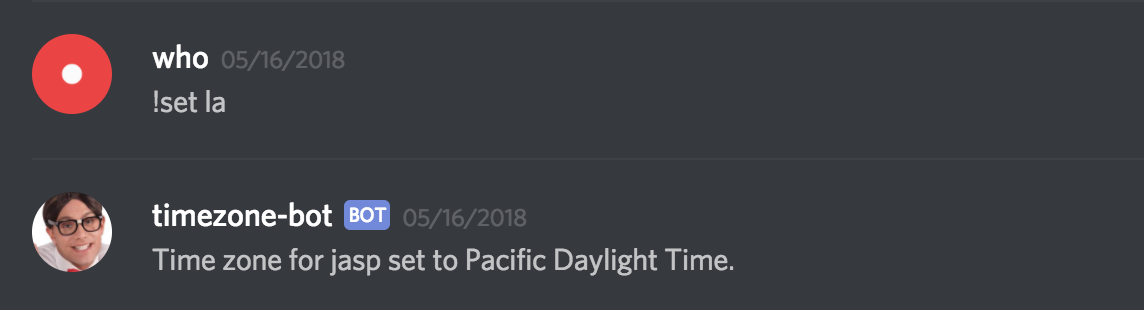 who 05/16/2018
!set la
timezone-bot BOT 05/16/2018
Time zone for jasp set to Pacific Daylight Time.